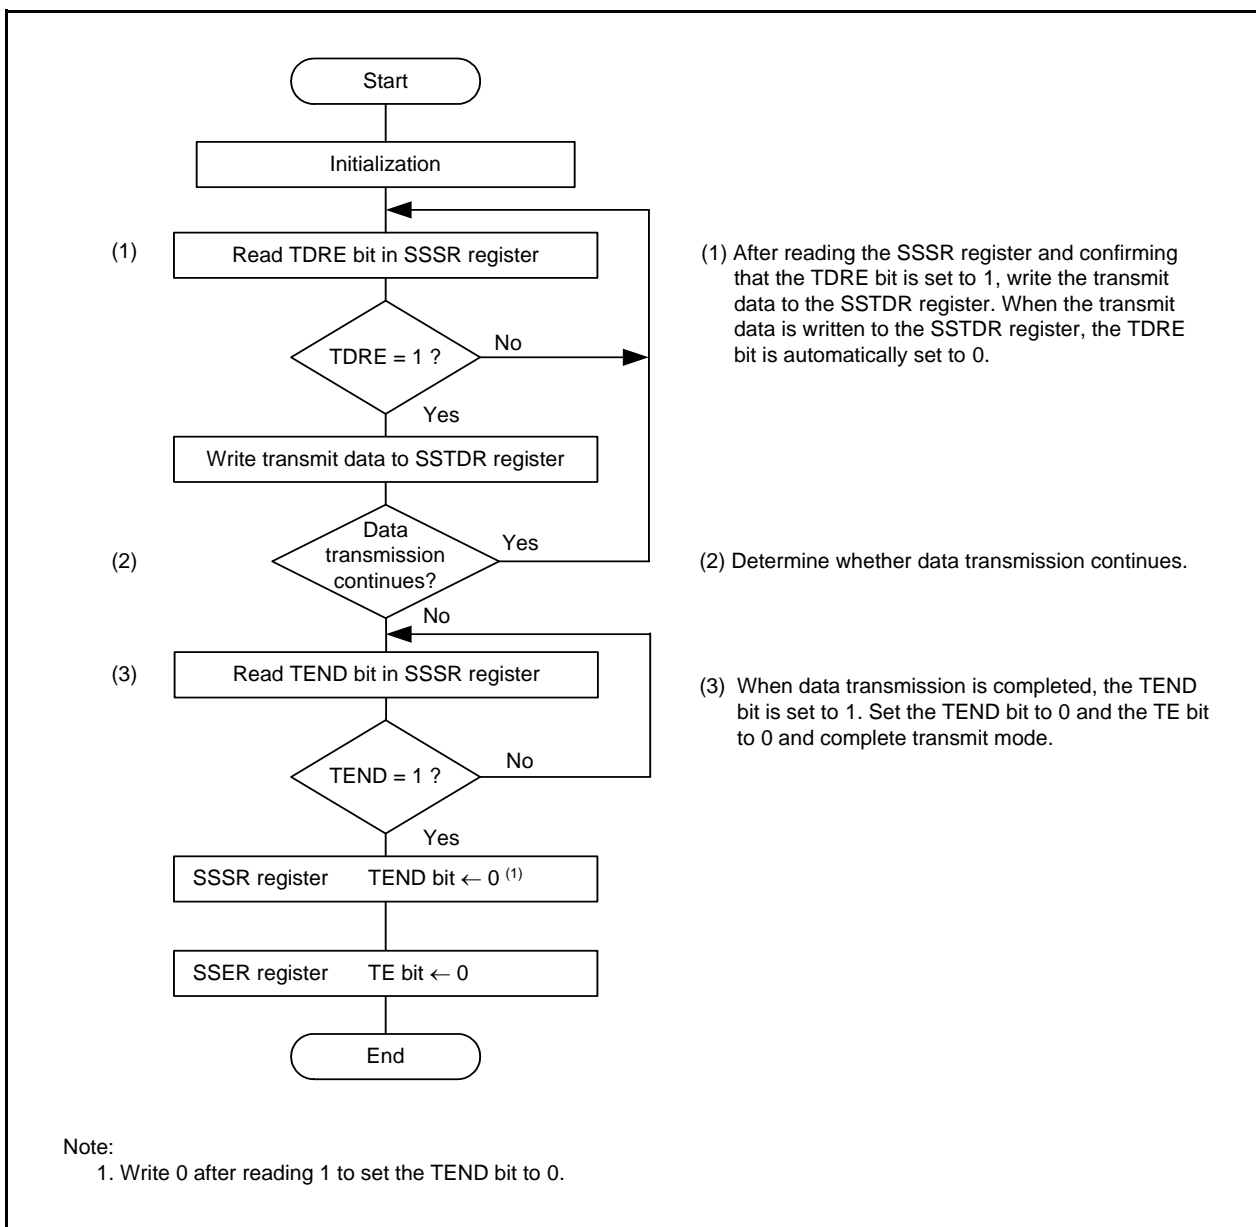 Start
Initialization
(1)
Read TDRE bit in SSSR register
(1) After reading the SSSR register and confirming
that the TDRE bit is set to 1, write the transmit
data to the SSTDR register. When the transmit
data is written to the SSTDR register, the TDRE
bit is automatically set to 0.
TDRE = 1 ?
No
Yes
Write transmit data to SSTDR register
(2)
Data
transmission
continues?
Yes
(2) Determine whether data transmission continues.
No
(3)
Read TEND bit in SSSR register
(3) When data transmission is completed, the TEND
bit is set to 1. Set the TEND bit to 0 and the TE bit
to 0 and complete transmit mode.
TEND = 1 ?
No
Yes
SSSR register TEND bit ← 0 (1)
SSER register TE bit ← 0
End
Note:
1. Write 0 after reading 1 to set the TEND bit to 0.